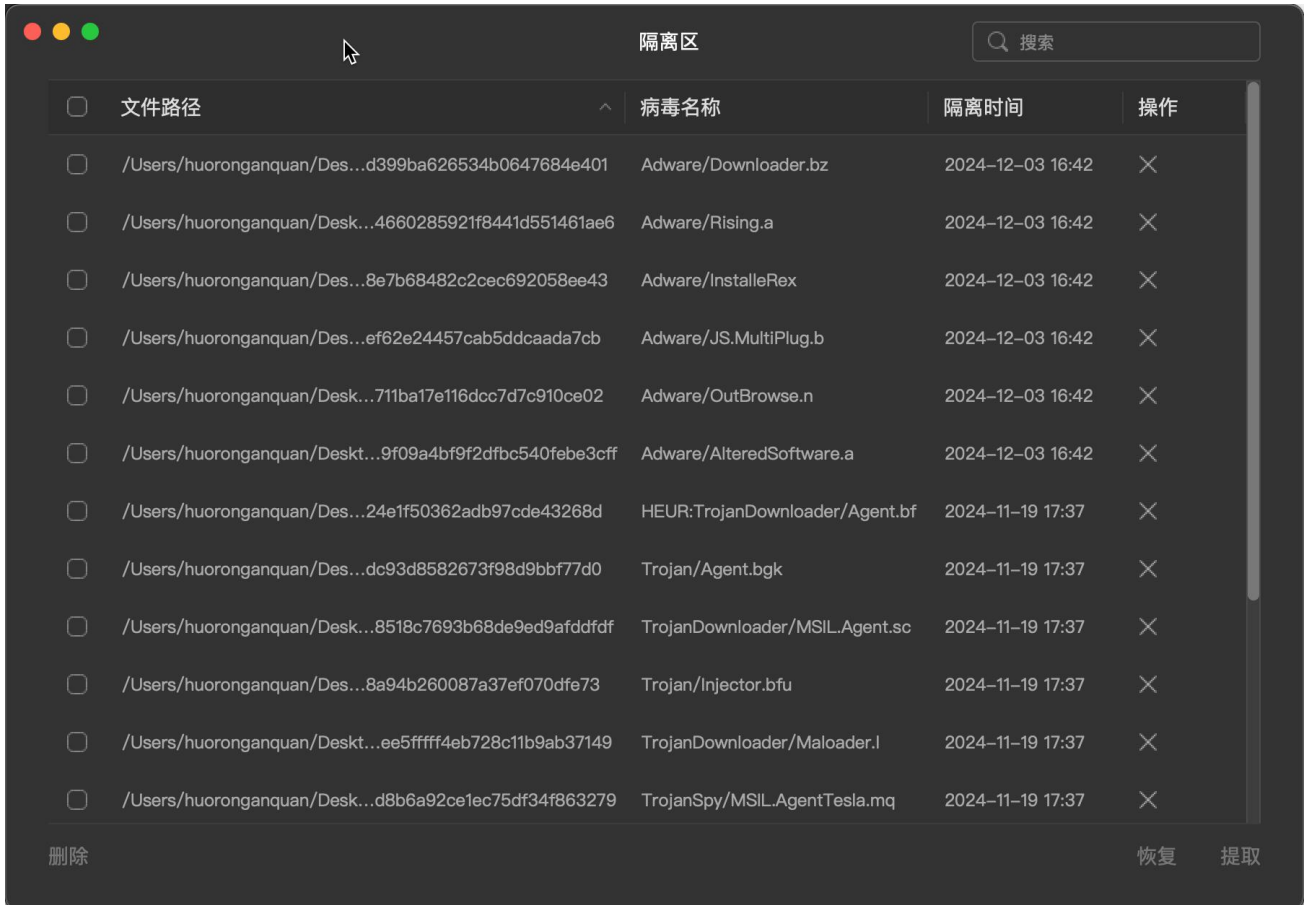 隔离区
搜索
文件路径 病毒名称 隔离时间 操作
/Users/huoronganquan/Des...d399ba626534b0647684e401 Adware/Downloader.bz 2024-12-03 16:42
/Users/huoronganquan/Desk...4660285921f8441d551461ae6 Adware/Rising.a 2024-12-03 16:42
/Users/huoronganquan/Des...8e7b68482c2cec692058ee43 Adware/InstalleRex 2024-12-03 16:42
/Users/huoronganquan/Des...ef62e24457cab5ddcaada7cb Adware/JS.MultiPlug.b 2024-12-03 16:42
/Users/huoronganquan/Desk...711ba17e116dcc7d7c910ce02 Adware/OutBrowse.n 2024-12-03 16:42
/Users/huoronganquan/Deskt...9f09a4bf9f2dfbc540febe3cff Adware/AlteredSoftware.a 2024-12-03 16:42
/Users/huoronganquan/Des...24e1f50362adb97cde43268d HEUR:TrojanDownloader/Agent.bf 2024-11-19 17:37
/Users/huoronganquan/Des...dc93d8582673f98d9bbf77d0 Trojan/Agent.bgk 2024-11-19 17:37
/Users/huoronganquan/Desk...8518c7693b68de9ed9afddfdf TrojanDownloader/MSIL.Agent.sc 2024-11-19 17:37
/Users/huoronganquan/Des...8a94b260087a37ef070dfe73 Trojan/Injector.bfu 2024-11-19 17:37
/Users/huoronganquan/Deskt...ee5fffff4eb728c11b9ab37149 TrojanDownloader/Maloader.l 2024-11-19 17:37
/Users/huoronganquan/Desk...d8b6a92ce1ec75df34f863279 TrojanSpy/MSIL.AgentTesla.mq 2024-11-19 17:37
删除 恢复 提取